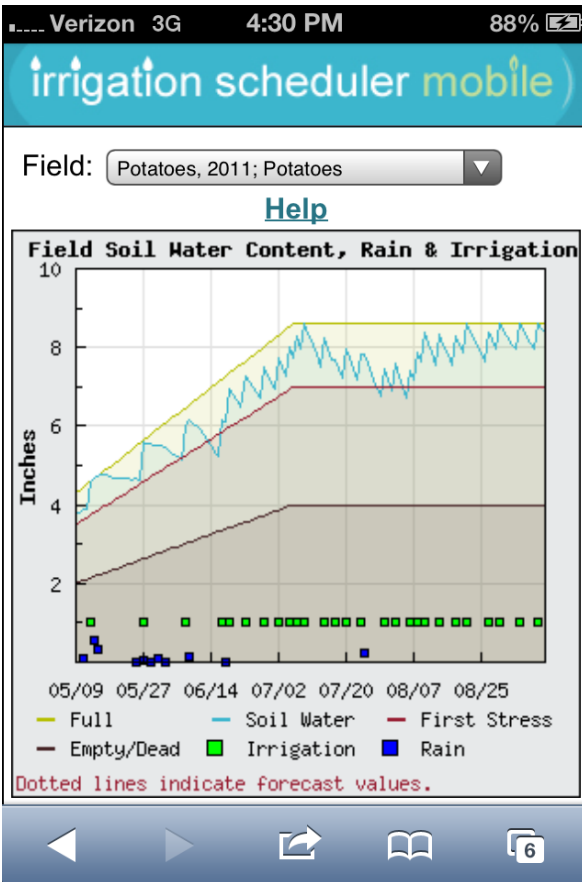 Verizon 3G 4:30 PM 88%
irrigation scheduler mobile
Field: Potatoes, 2011; Potatoes
Help
Field Soil Water Content, Rain & Irrigation
10
8
6
4
2
Inches
05/09 05/27 06/14 07/02 07/20 08/07 08/25
Full Soil Water First Stress
Empty/Dead Irrigation Rain
Dotted lines indicate forecast values.
6